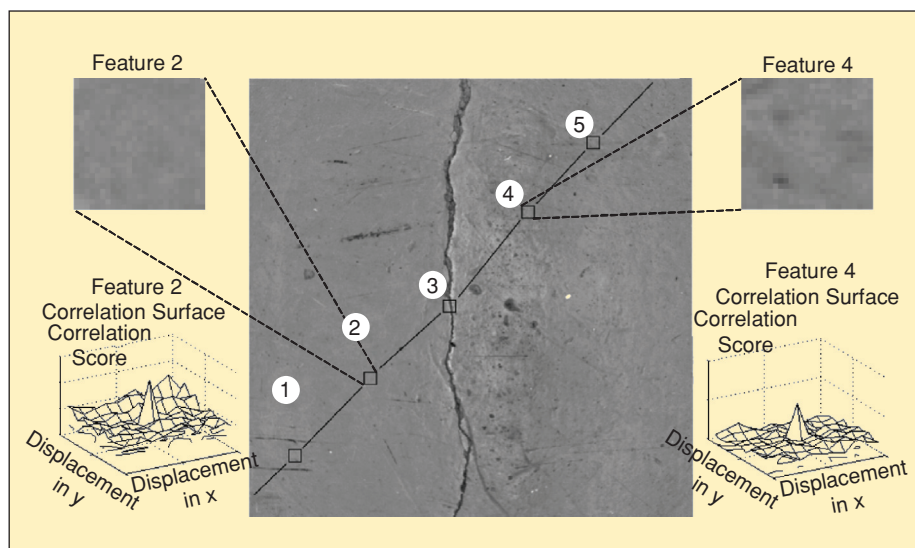 Feature 2
Feature 4
5
4
3
2
1
Feature 2
Correlation Surface
Correlation
Score
Displacement
in y
Displacement
in x
Feature 4
Correlation Surface
Correlation
Score
Displacement
in y
Displacement
in x